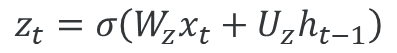 z_t = σ(W_z x_t + U_z h_{t−1})